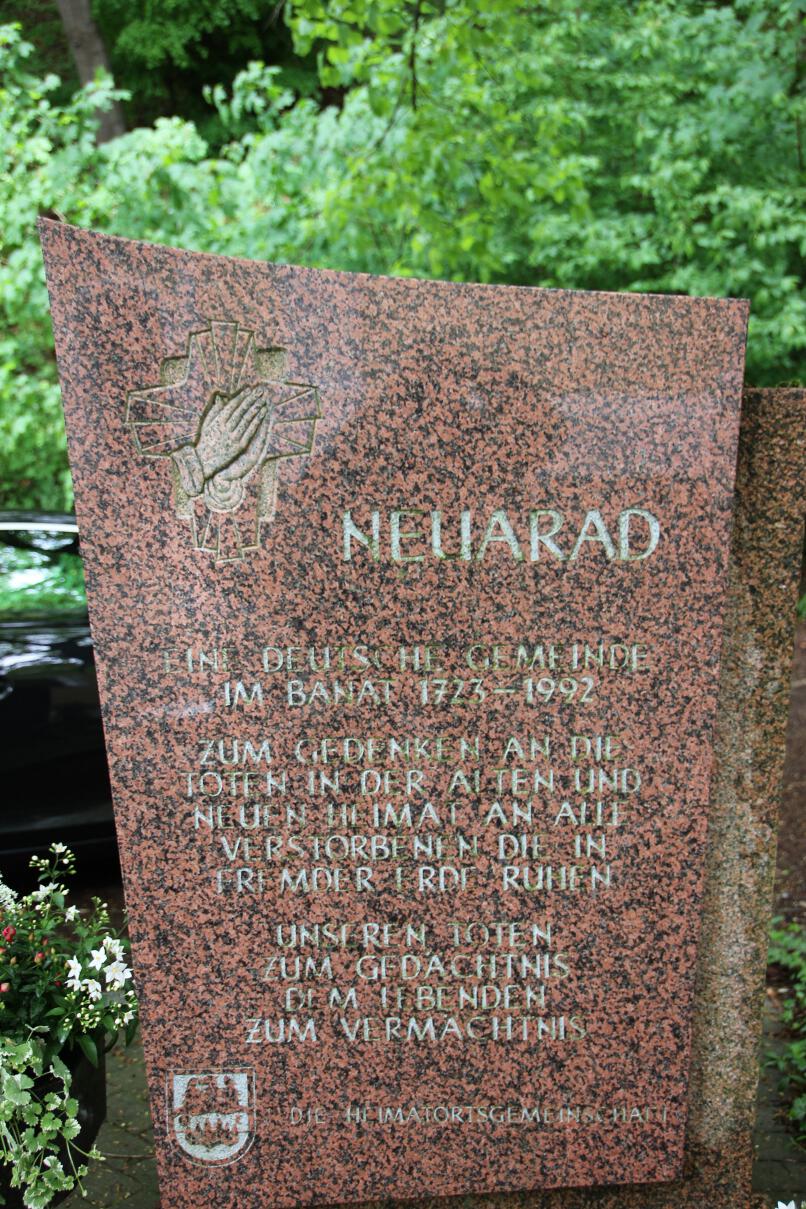 NEUARAD
EINE DEUTSCHE GEMEINDE
IM BANAT 1723-1992
ZUM GEDENKEN AN DIE
TOTEN IN DER ALTEN UND
NEUEN HEIMAT AN ALLE
VERSTORBENEN DIE IN
FREMDER ERDE RUHEN
UNSEREN TOTEN
ZUM GEDÄCHTNIS
DEM LEBENDEN
ZUM VERMÄCHTNIS
DIE HEIMATORTSGEMEINSCHAFT